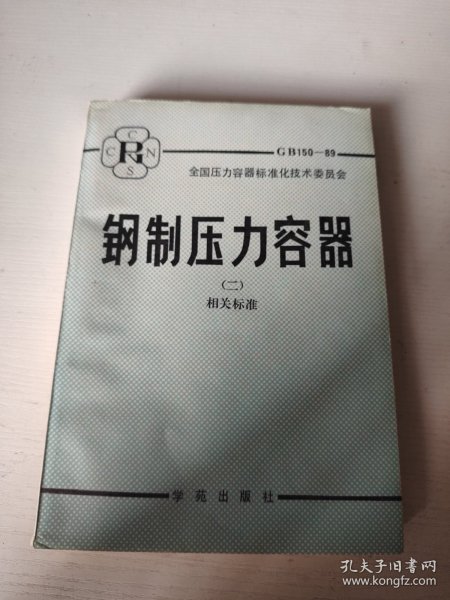 C
C R N
S
GB150—89
全国压力容器标准化技术委员会
钢制压力容器
(二)
相关标准
学苑出版社
孔夫子旧书网
www.kongfz.com